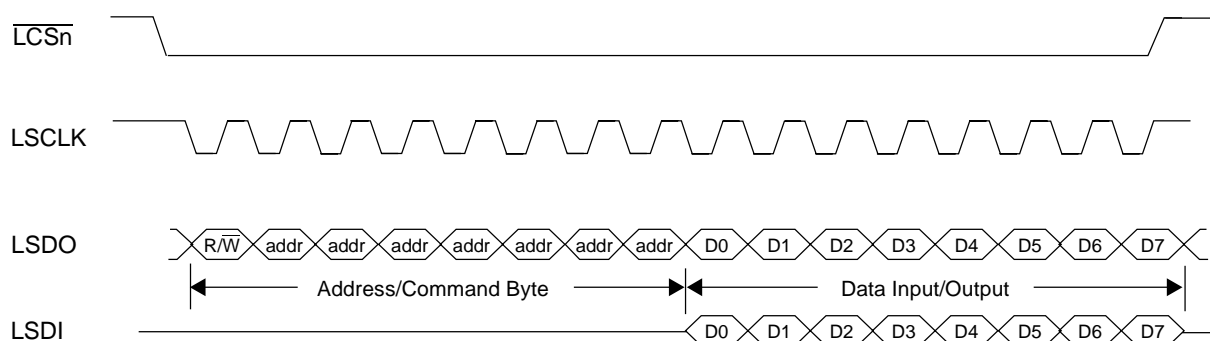 L̅C̅S̅n̅
LSCLK
LSDO R/W̅ addr addr addr addr addr addr addr D0 D1 D2 D3 D4 D5 D6 D7
Address/Command Byte Data Input/Output
LSDI D0 D1 D2 D3 D4 D5 D6 D7